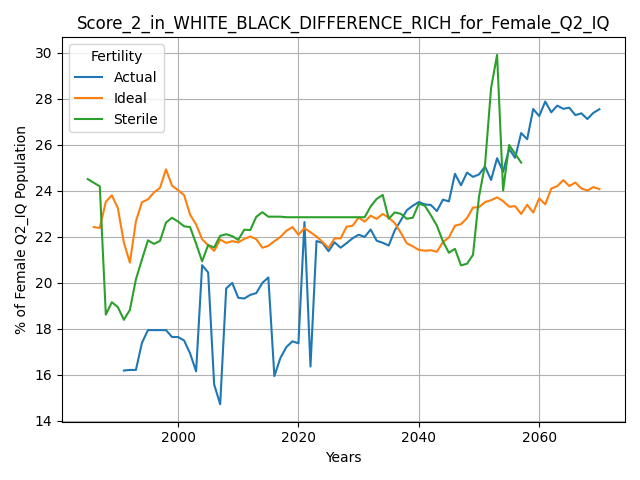 Score_2_in_WHITE_BLACK_DIFFERENCE_RICH_for_Female_Q2_IQ
Fertility
Actual
Ideal
Sterile
% of Female Q2_IQ Population
30
28
26
24
22
20
18
16
14
2000
2020
2040
2060
Years